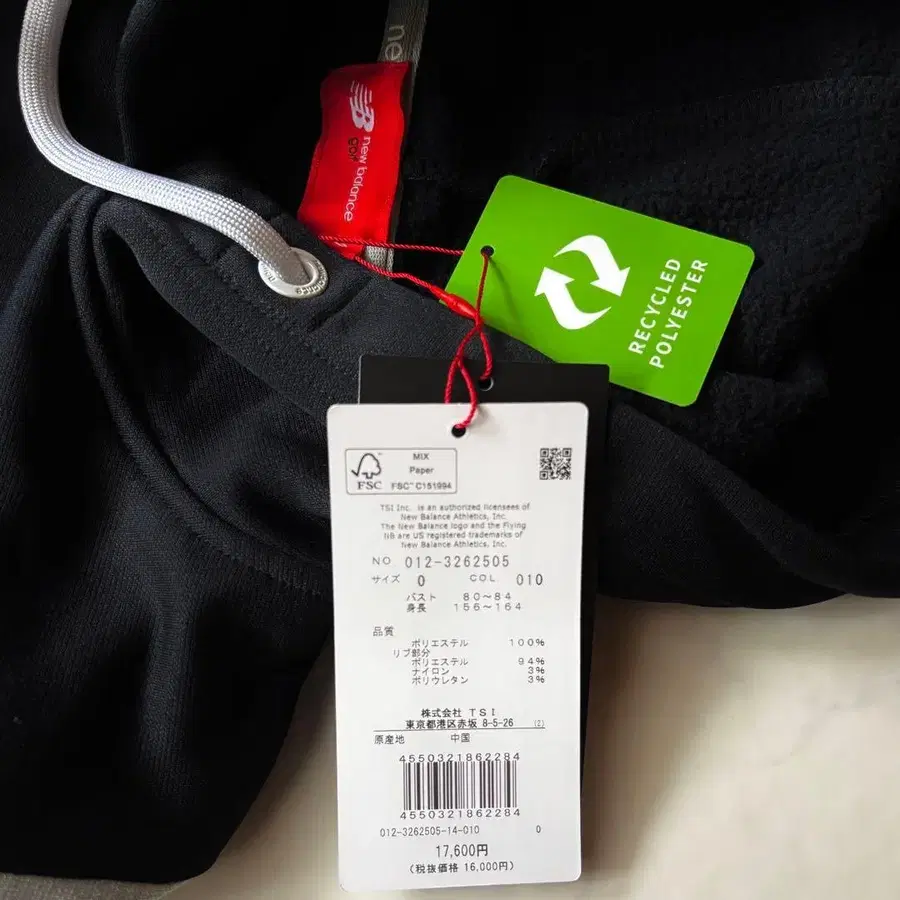 ne
new balance
golf
RECYCLED
POLYESTER
FSC
MIX
Paper
FSC™ C151994
TSI Inc. is an authorized licensees of
New Balance Athletics, Inc.
The New Balance logo and the Flying
NB are US registered trademarks of
New Balance Athletics, Inc.
NO 012-3262505
サイズ 0 COL 010
バスト 80～84
身長 156～164
品質
ポリエステル 100%
リブ部分
ポリエステル 94%
ナイロン 3%
ポリウレタン 3%
株式会社 TSI
東京都港区赤坂 8-5-26 (Z)
原産地 中国
4550321862284
4550321862284
012-3262505-14-010 0
17,600円
(税抜価格 16,000円)